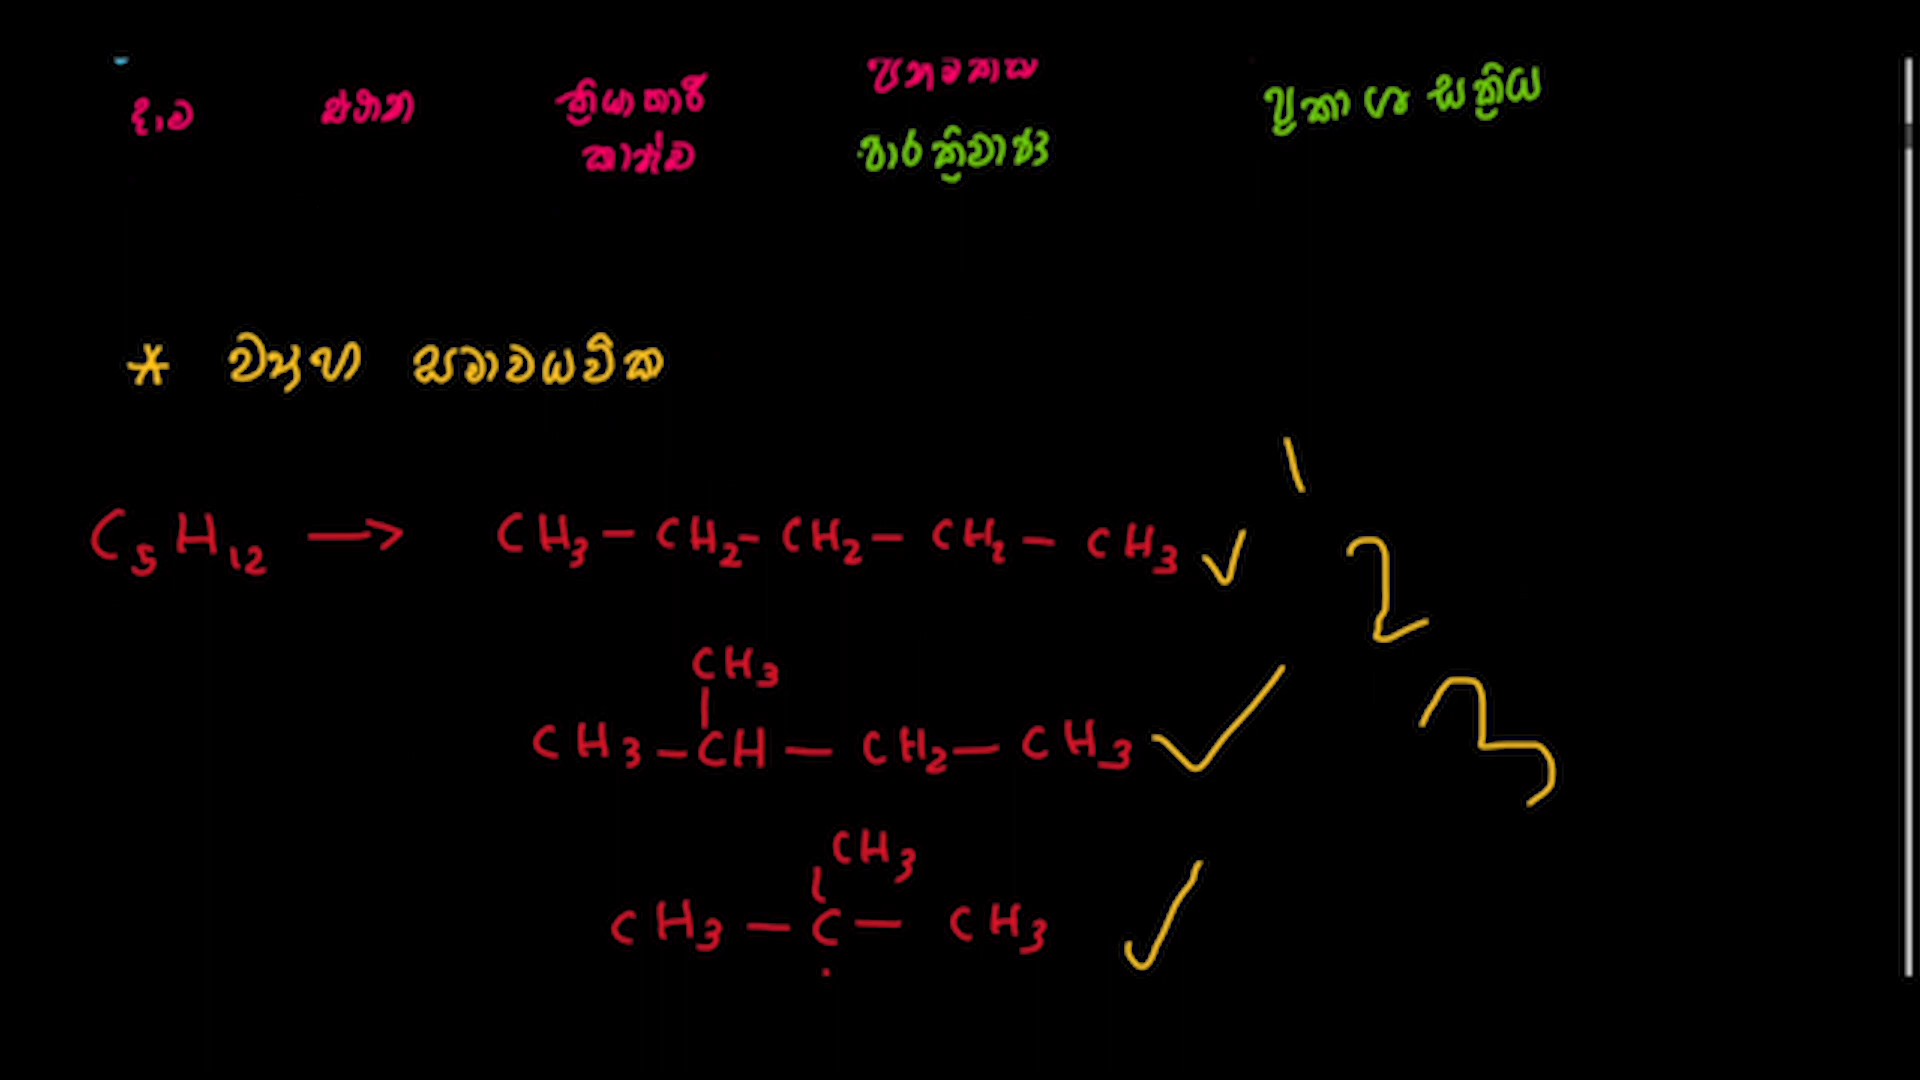 දාම ස්ථාන ක්‍රියාකාරී ප්‍රකාශ සක්‍රිය
කාණ්ඩ පාරත්‍රිමාණ
* ව්‍යුහ සමාවයවික
C₅H₁₂ → CH₃ – CH₂ – CH₂ – CH₂ – CH₃ ✓
1
2
3
CH₃
CH₃ – CH – CH₂ – CH₃ ✓
CH₃
CH₃ – C – CH₃ ✓